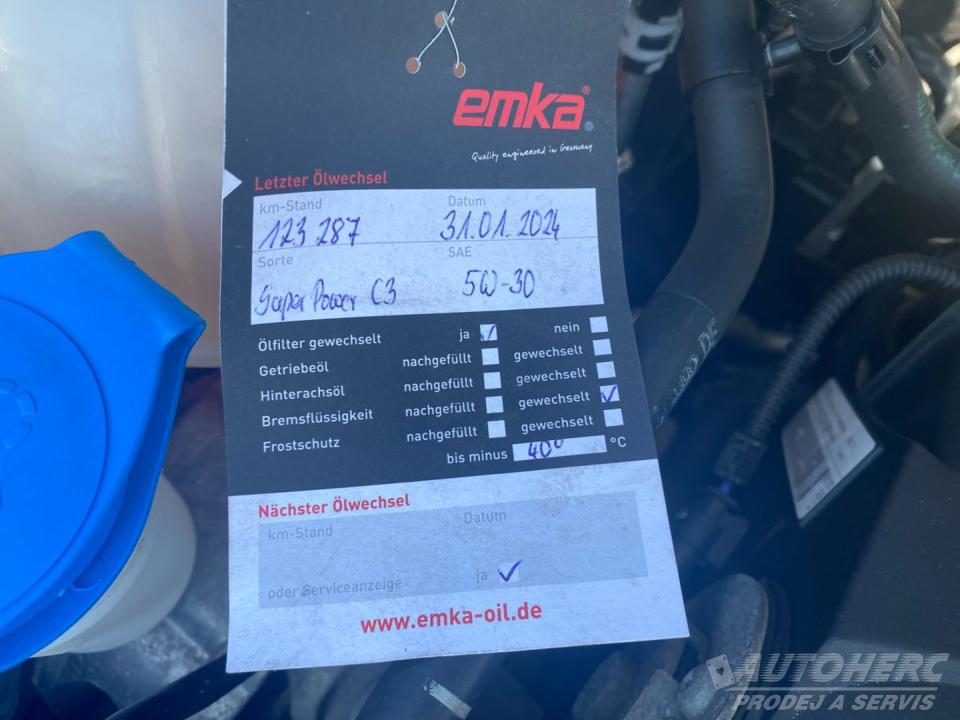 emka
Quality engineered in Germany
Letzter Ölwechsel
km-Stand Datum
123 287 31.01.2024
Sorte SAE
Super Power C3 5W-30
Ölfilter gewechselt ja nein
Getriebeöl nachgefüllt gewechselt
Hinterachsöl nachgefüllt gewechselt
Bremsflüssigkeit nachgefüllt gewechselt
Frostschutz nachgefüllt gewechselt
bis minus 40° °C
Nächster Ölwechsel
km-Stand Datum
oder Serviceanzeige ja
www.emka-oil.de
AUTOHERC
PRODEJ A SERVIS